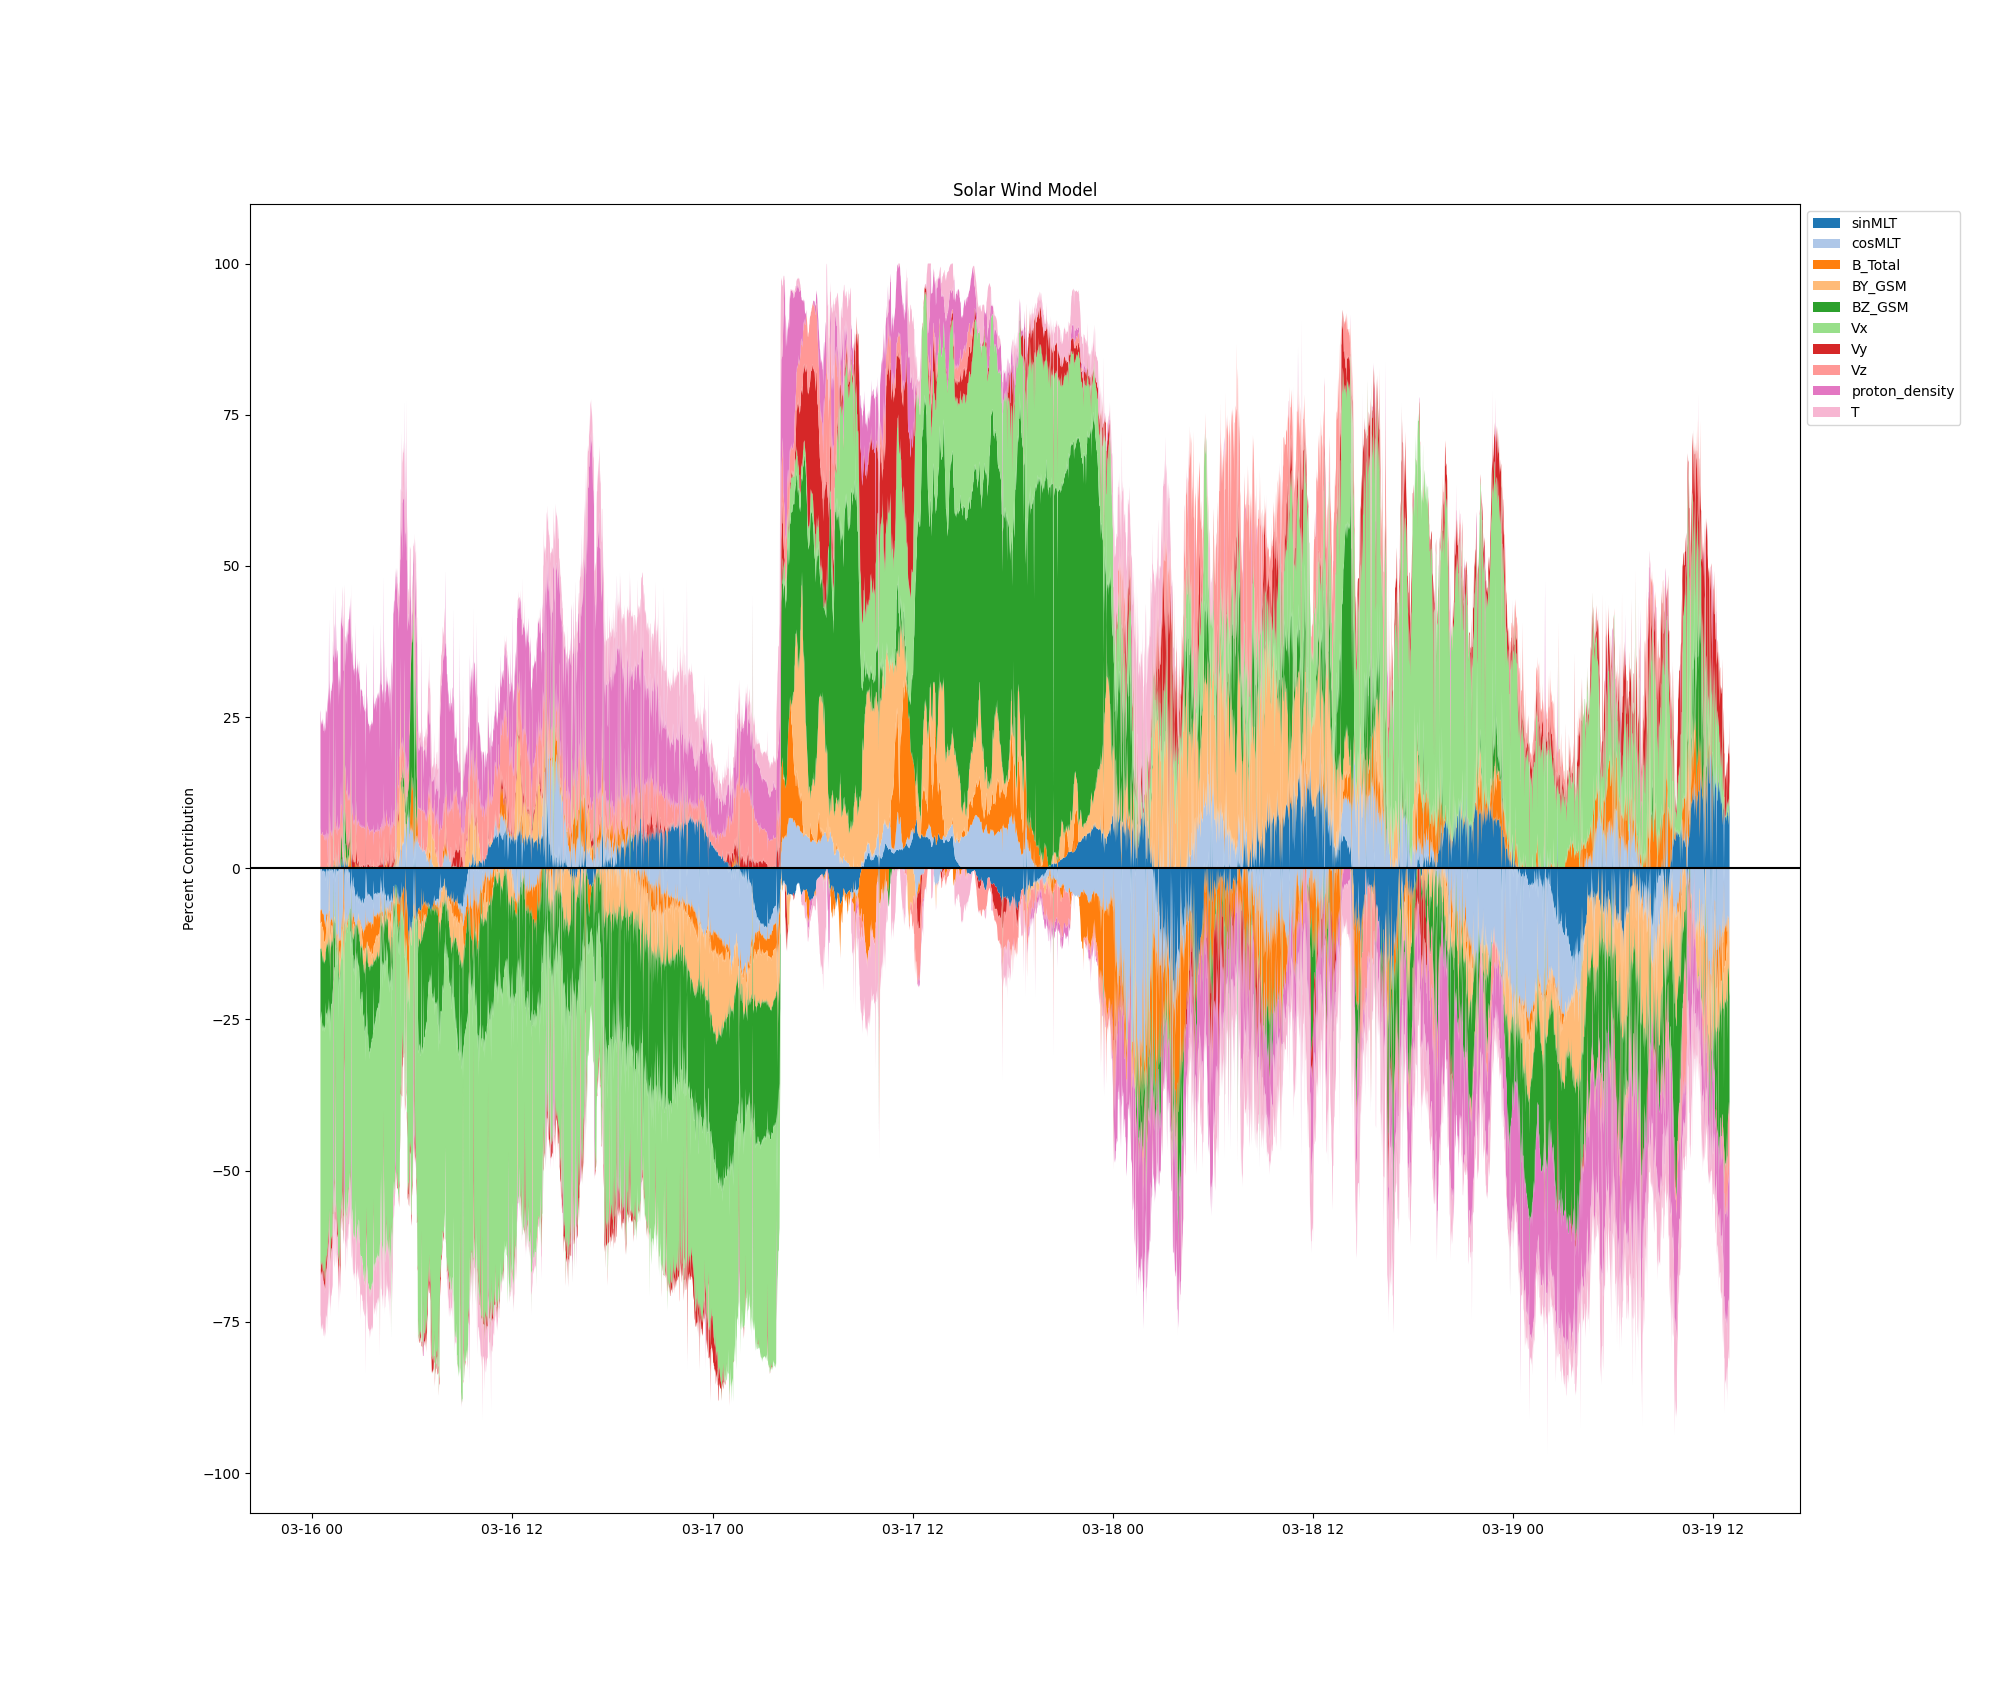 Solar Wind Model
sinMLT
cosMLT
B_Total
BY_GSM
BZ_GSM
Vx
Vy
Vz
proton_density
T
Percent Contribution
100
75
50
25
0
−25
−50
−75
−100
03-16 00
03-16 12
03-17 00
03-17 12
03-18 00
03-18 12
03-19 00
03-19 12